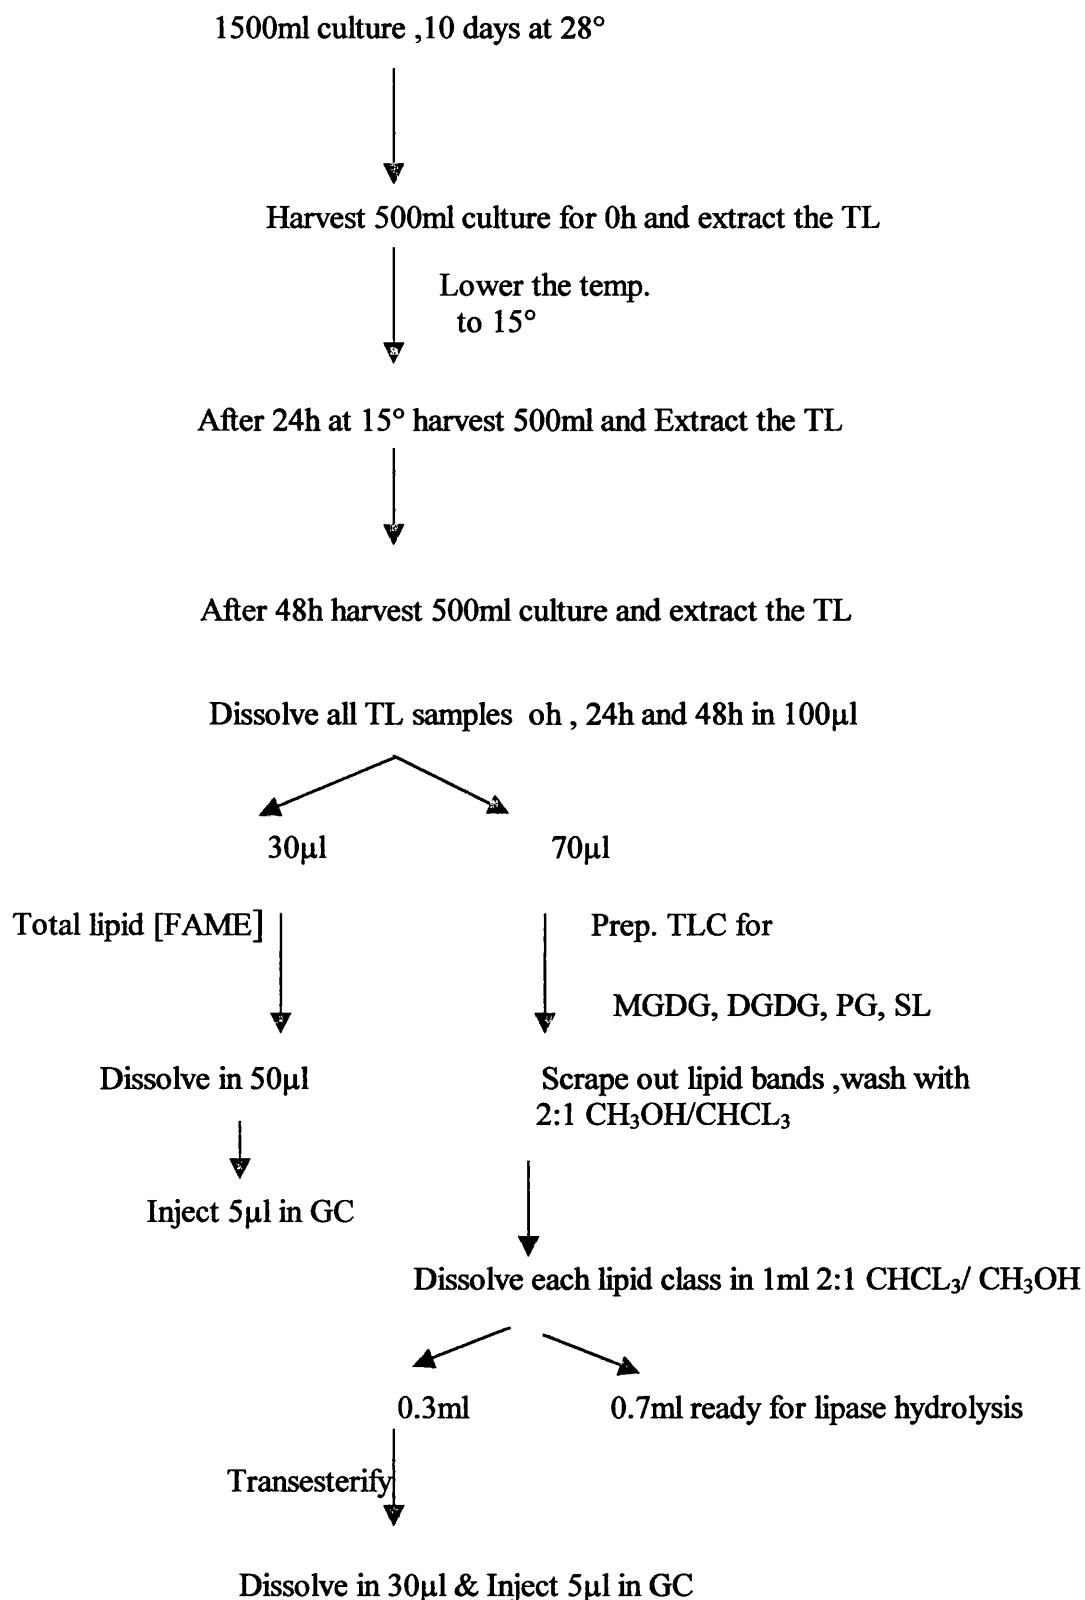 1500ml culture ,10 days at 28°
Harvest 500ml culture for 0h and extract the TL
Lower the temp.
to 15°
After 24h at 15° harvest 500ml and Extract the TL
After 48h harvest 500ml culture and extract the TL
Dissolve all TL samples oh , 24h and 48h in 100µl
30µl
70µl
Total lipid [FAME]
Prep. TLC for
MGDG, DGDG, PG, SL
Dissolve in 50µl
Scrape out lipid bands ,wash with
2:1 CH₃OH/CHCL₃
Inject 5µl in GC
Dissolve each lipid class in 1ml 2:1 CHCL₃/ CH₃OH
0.3ml
0.7ml ready for lipase hydrolysis
Transesterify
Dissolve in 30µl & Inject 5µl in GC